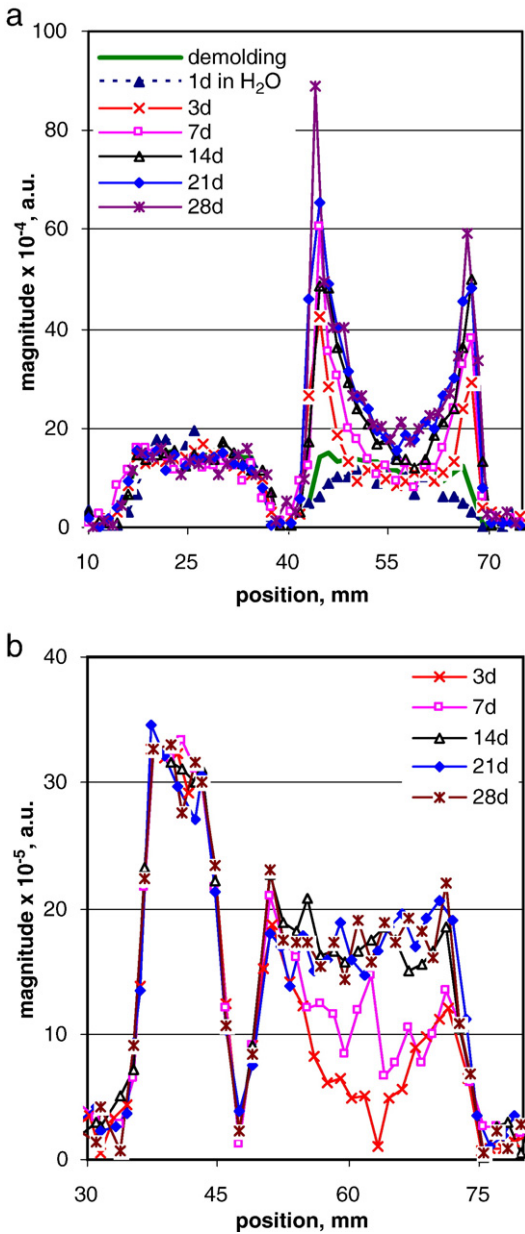 a
100
80
60
40
20
0
magnitude x 10⁻⁴, a.u.
demolding
1d in H₂O
3d
7d
14d
21d
28d
10 25 40 55 70
position, mm
b
40
30
20
10
0
magnitude x 10⁻⁵, a.u.
3d
7d
14d
21d
28d
30 45 60 75
position, mm